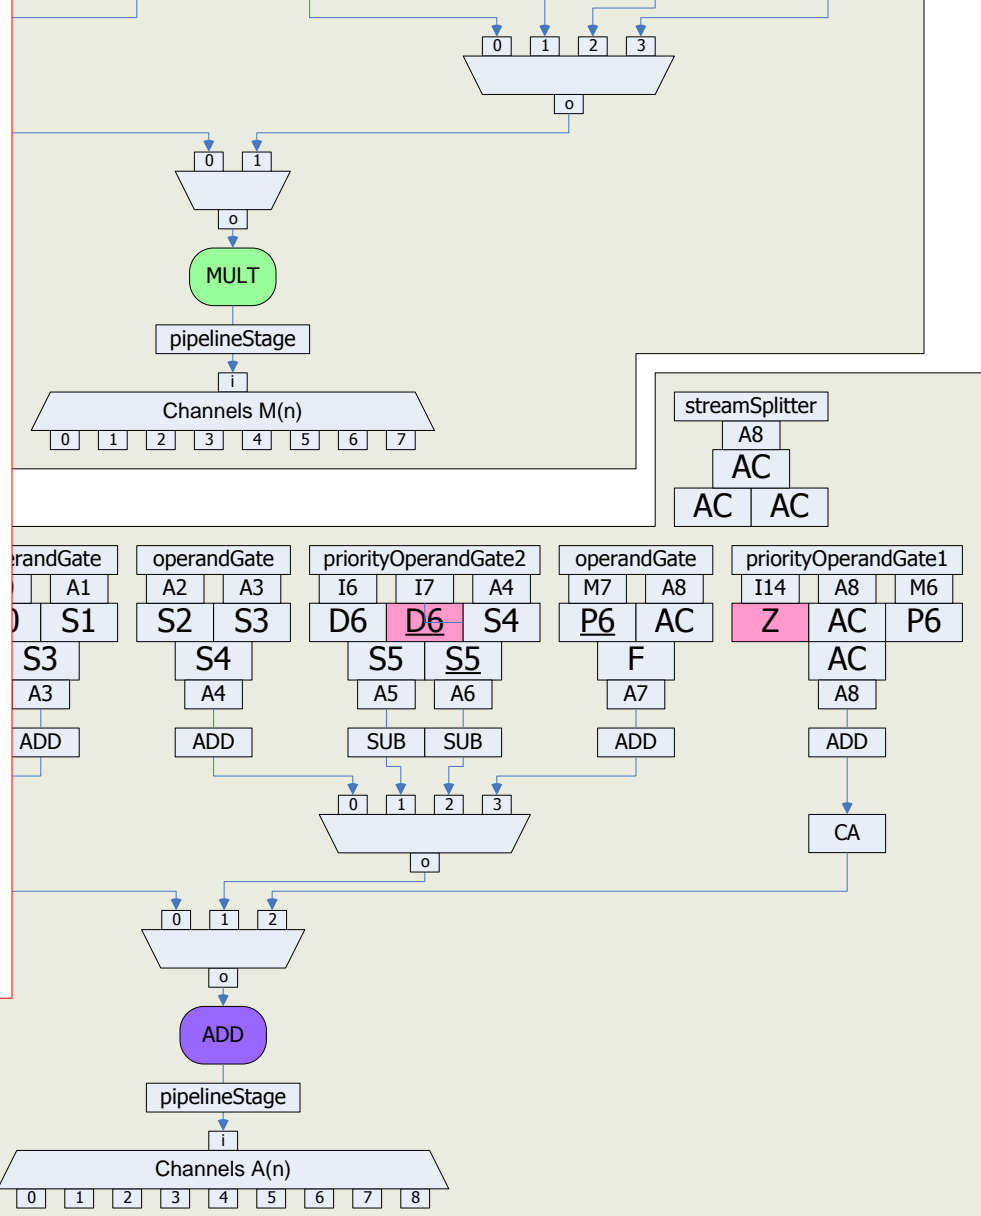 0 1 2 3
o
0 1
o
MULT
pipelineStage
i
Channels M(n)
0 1 2 3 4 5 6 7
streamSplitter
A8
AC
AC AC
erandGate operandGate priorityOperandGate2 operandGate priorityOperandGate1
A1 A2 A3 I6 I7 A4 M7 A8 I14 A8 M6
S1 S2 S3 D6 D6 S4 P6 AC Z AC P6
S3 S4 S5 S5 F AC
A3 A4 A5 A6 A7 A8
ADD ADD SUB SUB ADD ADD
0 1 2 3
CA
o
0 1 2
o
ADD
pipelineStage
i
Channels A(n)
0 1 2 3 4 5 6 7 8